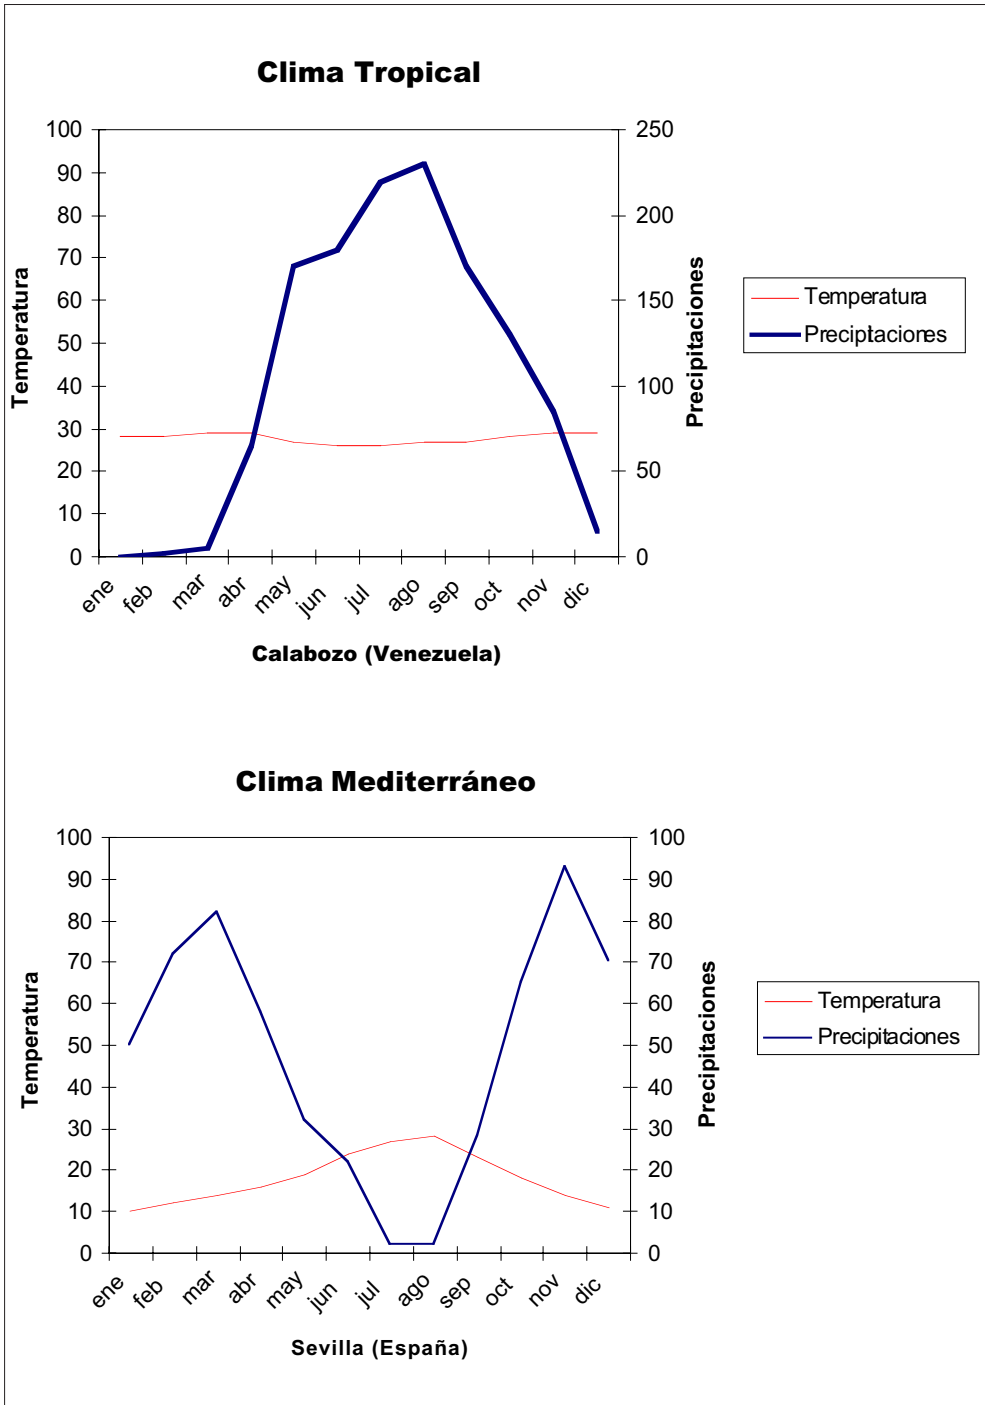 Clima Tropical
100
90
80
70
60
50
40
30
20
10
0
250
200
150
100
50
0
Temperatura
Precipitaciones
Temperatura
Precipitaciones
ene feb mar abr may jun jul ago sep oct nov dic
Calabozo (Venezuela)
Clima Mediterráneo
100
90
80
70
60
50
40
30
20
10
0
100
90
80
70
60
50
40
30
20
10
0
Temperatura
Precipitaciones
Temperatura
Precipitaciones
ene feb mar abr may jun jul ago sep oct nov dic
Sevilla (España)